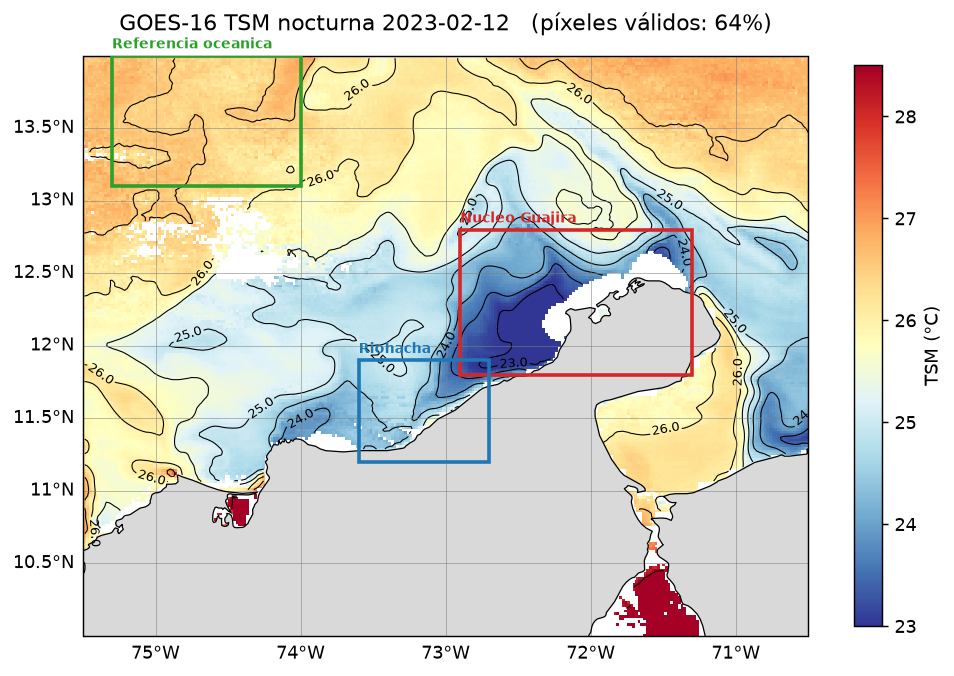 GOES-16 TSM nocturna 2023-02-12 (píxeles válidos: 64%)
Referencia oceanica
26.0
26.0
28
13.5°N
26.0
13°N
25.0
Nucleo Guajira
27
24.0
12.5°N
26.0
25.0
26
25.0
12°N
24.0
Riohacha
25.0
23.0
26.0
26.0
TSM (°C)
25.0
24.0
24
11.5°N
26.0
25
26.0
11°N
26.0
24
10.5°N
23
75°W
74°W
73°W
72°W
71°W